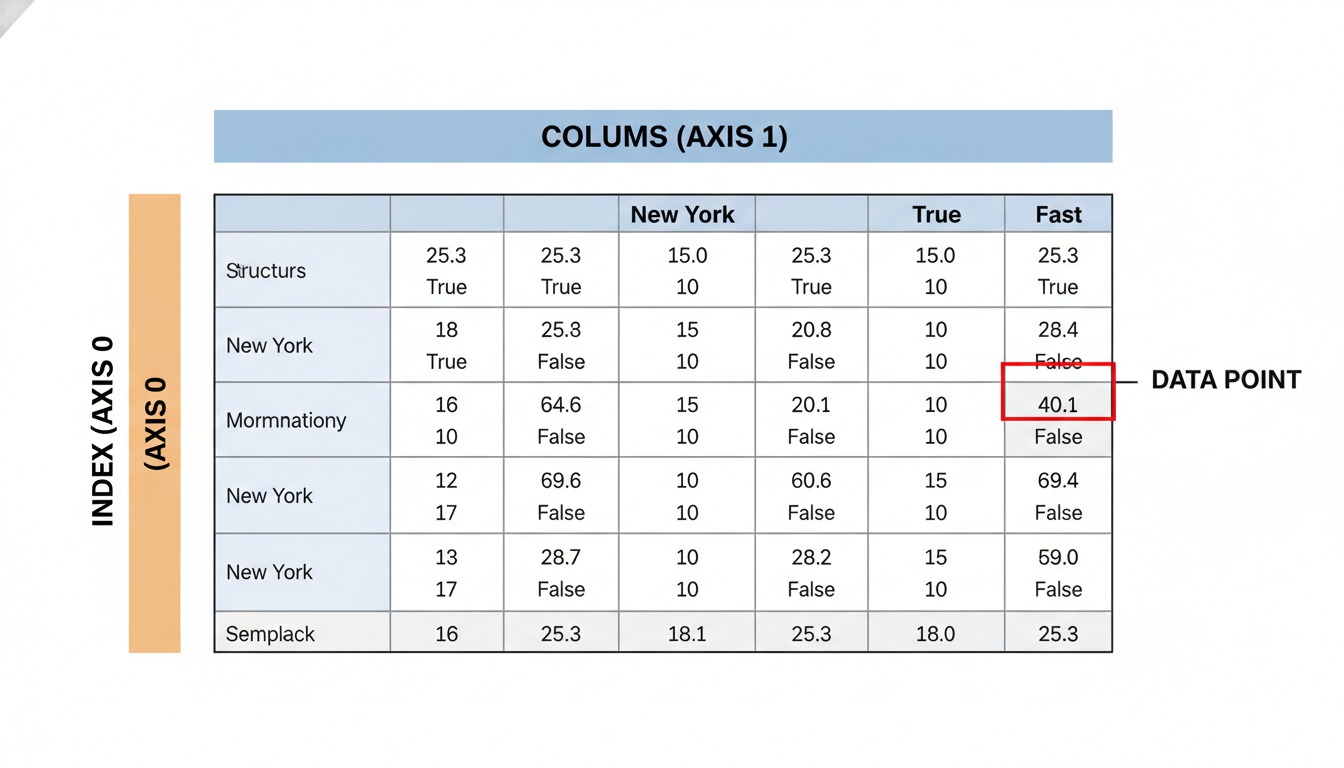 COLUMS (AXIS 1)
New York True Fast
Structurs 25.3 25.3 15.0 25.3 15.0 25.3
True True 10 True 10 True
New York 18 25.8 15 20.8 10 28.4
True False 10 False 10 False
Mormnationy 16 64.6 15 20.1 10 40.1
10 False 10 False 10 False
New York 12 69.6 10 60.6 15 69.4
17 False 10 False 10 False
New York 13 28.7 10 28.2 15 59.0
17 False 10 False 10 False
Semplack 16 25.3 18.1 25.3 18.0 25.3
INDEX (AXIS 0
(AXIS 0
DATA POINT